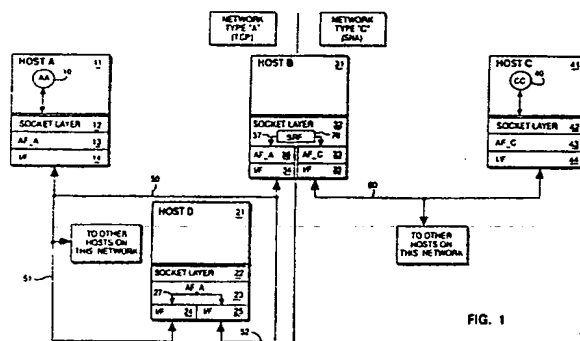 NETWORK
TYPE "A"
(TCP)
NETWORK
TYPE "C"
(SNA)
HOST A 11
AA 10
SOCKET LAYER 12
AF_A 13
I/F 14
HOST B 31
SOCKET LAYER 32
37 SRF
AF_A AF_C 33
I/F 34 I/F
HOST C 41
CC 40
SOCKET LAYER 42
AF_C 43
I/F 44
50
60
TO OTHER
HOSTS ON
THIS NETWORK
TO OTHER
HOSTS ON
THIS NETWORK
HOST D 21
SOCKET LAYER 22
27 AF_A 23
I/F 24 I/F 25
51
52
FIG. 1